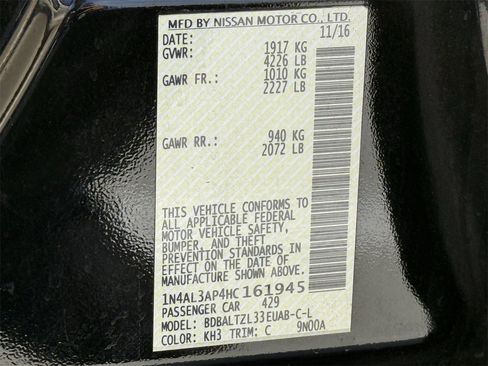 MFD BY NISSAN MOTOR CO., LTD.
DATE: 11/16
GVWR: 1917 KG
4226 LB
GAWR FR.: 1010 KG
2227 LB
GAWR RR.: 940 KG
2072 LB
THIS VEHICLE CONFORMS TO
ALL APPLICABLE FEDERAL
MOTOR VEHICLE SAFETY,
BUMPER, AND THEFT
PREVENTION STANDARDS
IN EFFECT ON THE DATE OF
MANUFACTURE SHOWN ABOVE.
1N4AL3AP4HC161945
PASSENGER CAR 429
MODEL: BDBALTZL33EUAB-C-L
COLOR: KH3 TRIM: C 9N00A